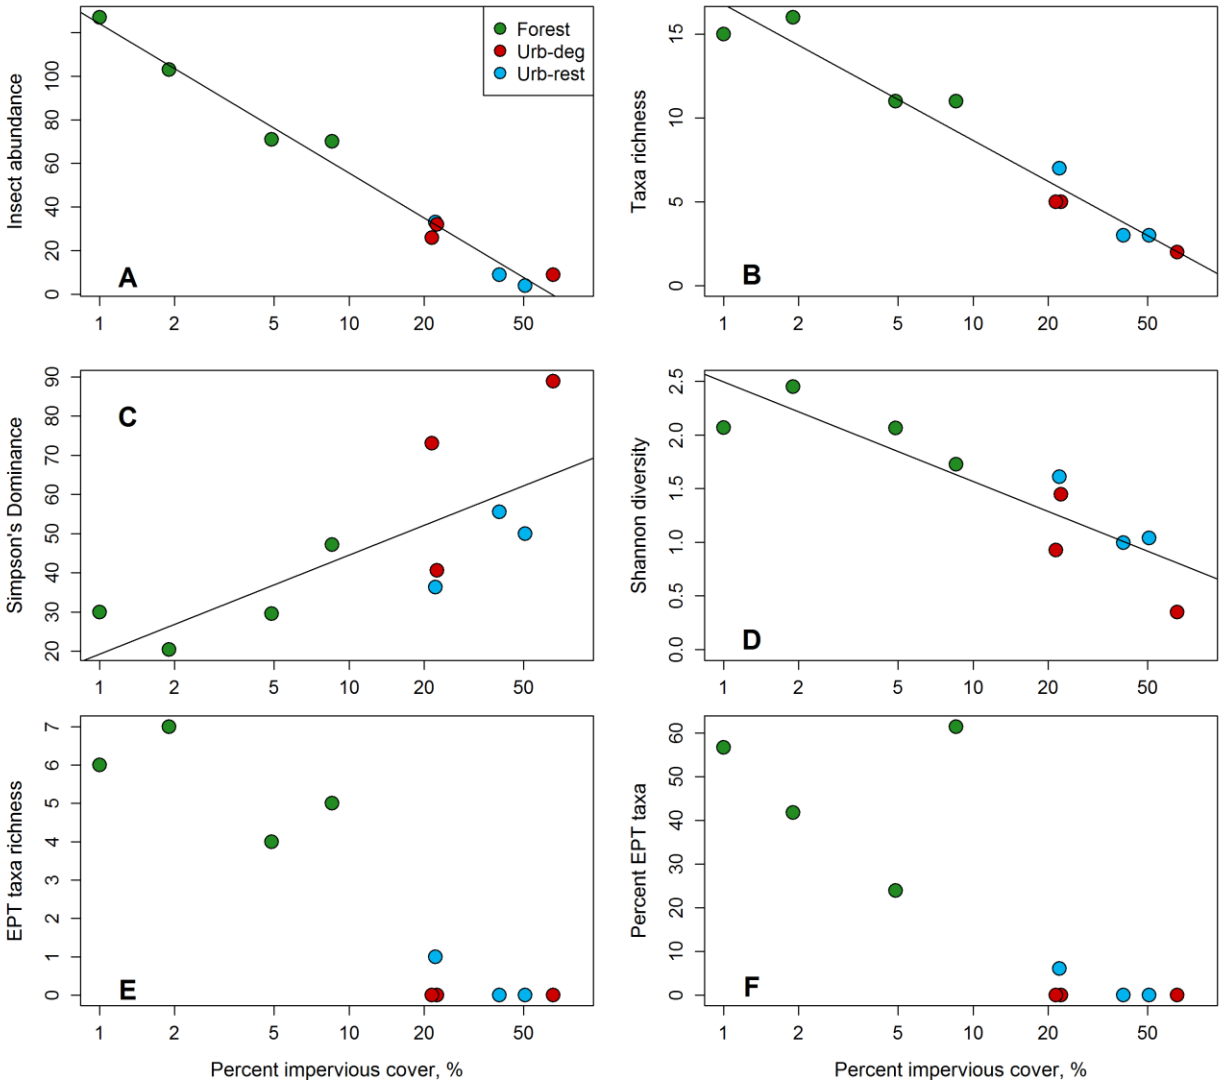 Insect abundance
0 20 40 60 80 100
Forest
Urb-deg
Urb-rest
A
1 2 5 10 20 50
Taxa richness
0 5 10 15
B
1 2 5 10 20 50
Simpson's Dominance
20 30 40 50 60 70 80 90
C
1 2 5 10 20 50
Shannon diversity
0.0 0.5 1.0 1.5 2.0 2.5
D
1 2 5 10 20 50
EPT taxa richness
0 1 2 3 4 5 6 7
E
1 2 5 10 20 50
Percent impervious cover, %
Percent EPT taxa
0 10 20 30 40 50 60
F
1 2 5 10 20 50
Percent impervious cover, %